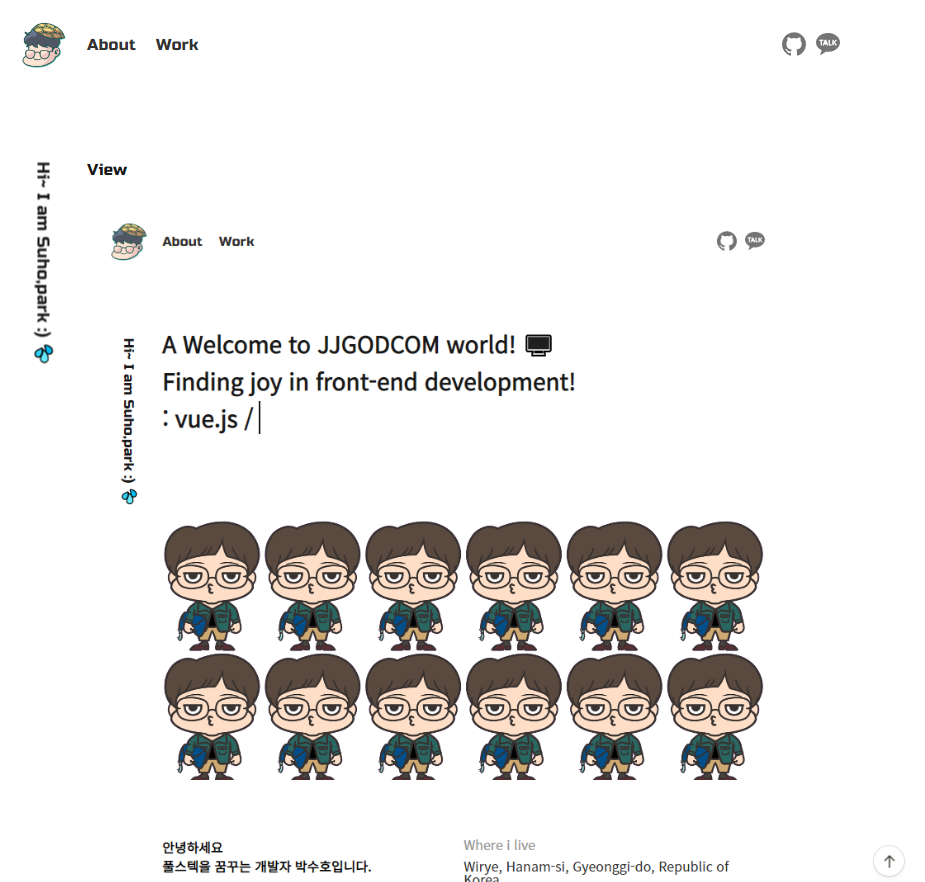 About Work
TALK
Hi~ I am Suho,park :)
View
About Work
TALK
Hi~ I am Suho,park :)
A Welcome to JJGODCOM world!
Finding joy in front-end development!
: vue.js /
안녕하세요
풀스텍을 꿈꾸는 개발자 박수호입니다.
Where i live
Wirye, Hanam-si, Gyeonggi-do, Republic of
Korea